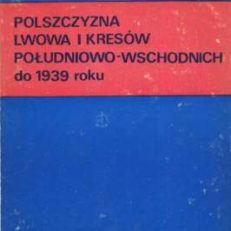 POLSZCZYZNA
LWOWA I KRESÓW
POŁUDNIOWO-WSCHODNICH
do 1939 roku